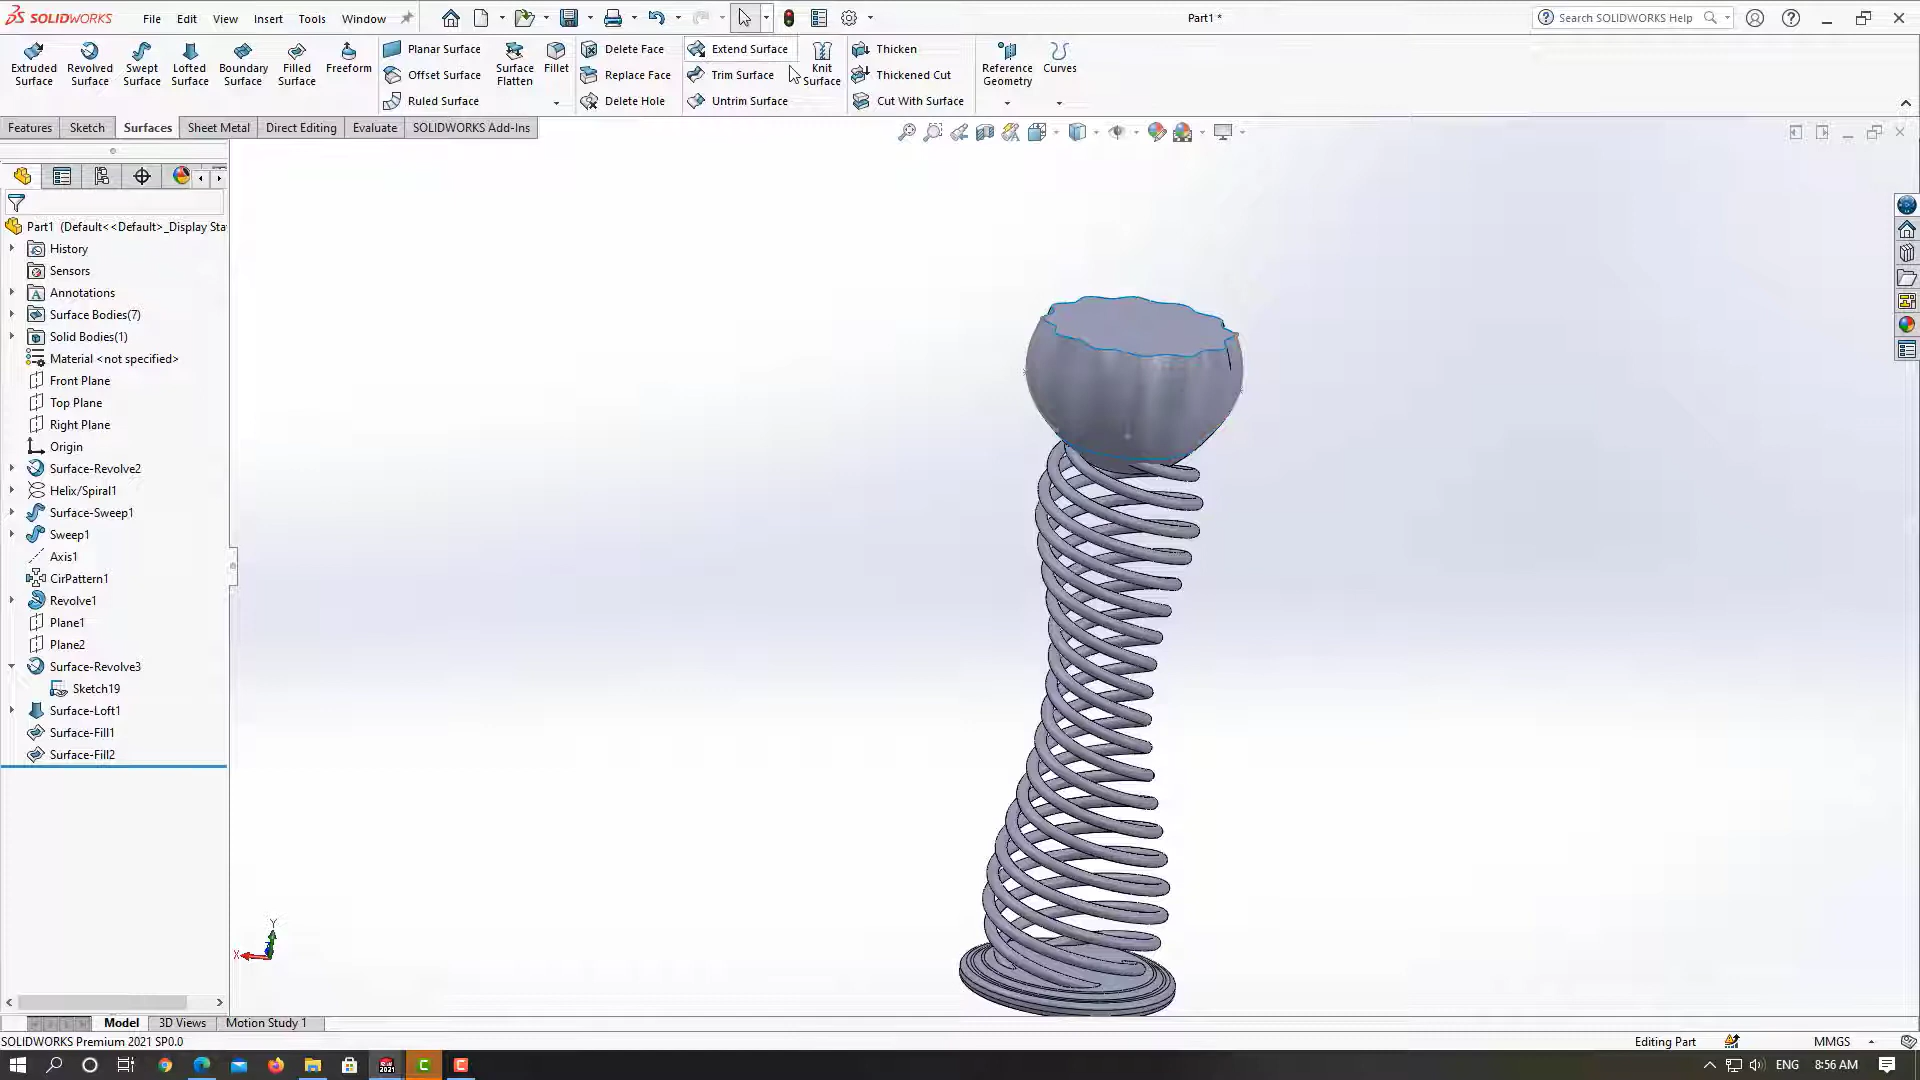 SOLIDWORKS File Edit View Insert Tools Window Part1 * Search SOLIDWORKS Help
Extruded Surface
Revolved Surface
Swept Surface
Lofted Surface
Boundary Surface
Filled Surface
Freeform
Planar Surface
Offset Surface
Ruled Surface
Surface Flatten
Fillet
Delete Face
Replace Face
Delete Hole
Extend Surface
Trim Surface
Untrim Surface
Knit Surface
Thicken
Thickened Cut
Cut With Surface
Reference Geometry
Curves
Features Sketch Surfaces Sheet Metal Direct Editing Evaluate SOLIDWORKS Add-Ins
Part1 (Default<<Default>_Display Sta
History
Sensors
Annotations
Surface Bodies(7)
Solid Bodies(1)
Material <not specified>
Front Plane
Top Plane
Right Plane
Origin
Surface-Revolve2
Helix/Spiral1
Surface-Sweep1
Sweep1
Axis1
CirPattern1
Revolve1
Plane1
Plane2
Surface-Revolve3
Sketch19
Surface-Loft1
Surface-Fill1
Surface-Fill2
Y
X
Model 3D Views Motion Study 1
SOLIDWORKS Premium 2021 SP0.0 Editing Part MMGS
ENG 8:56 AM